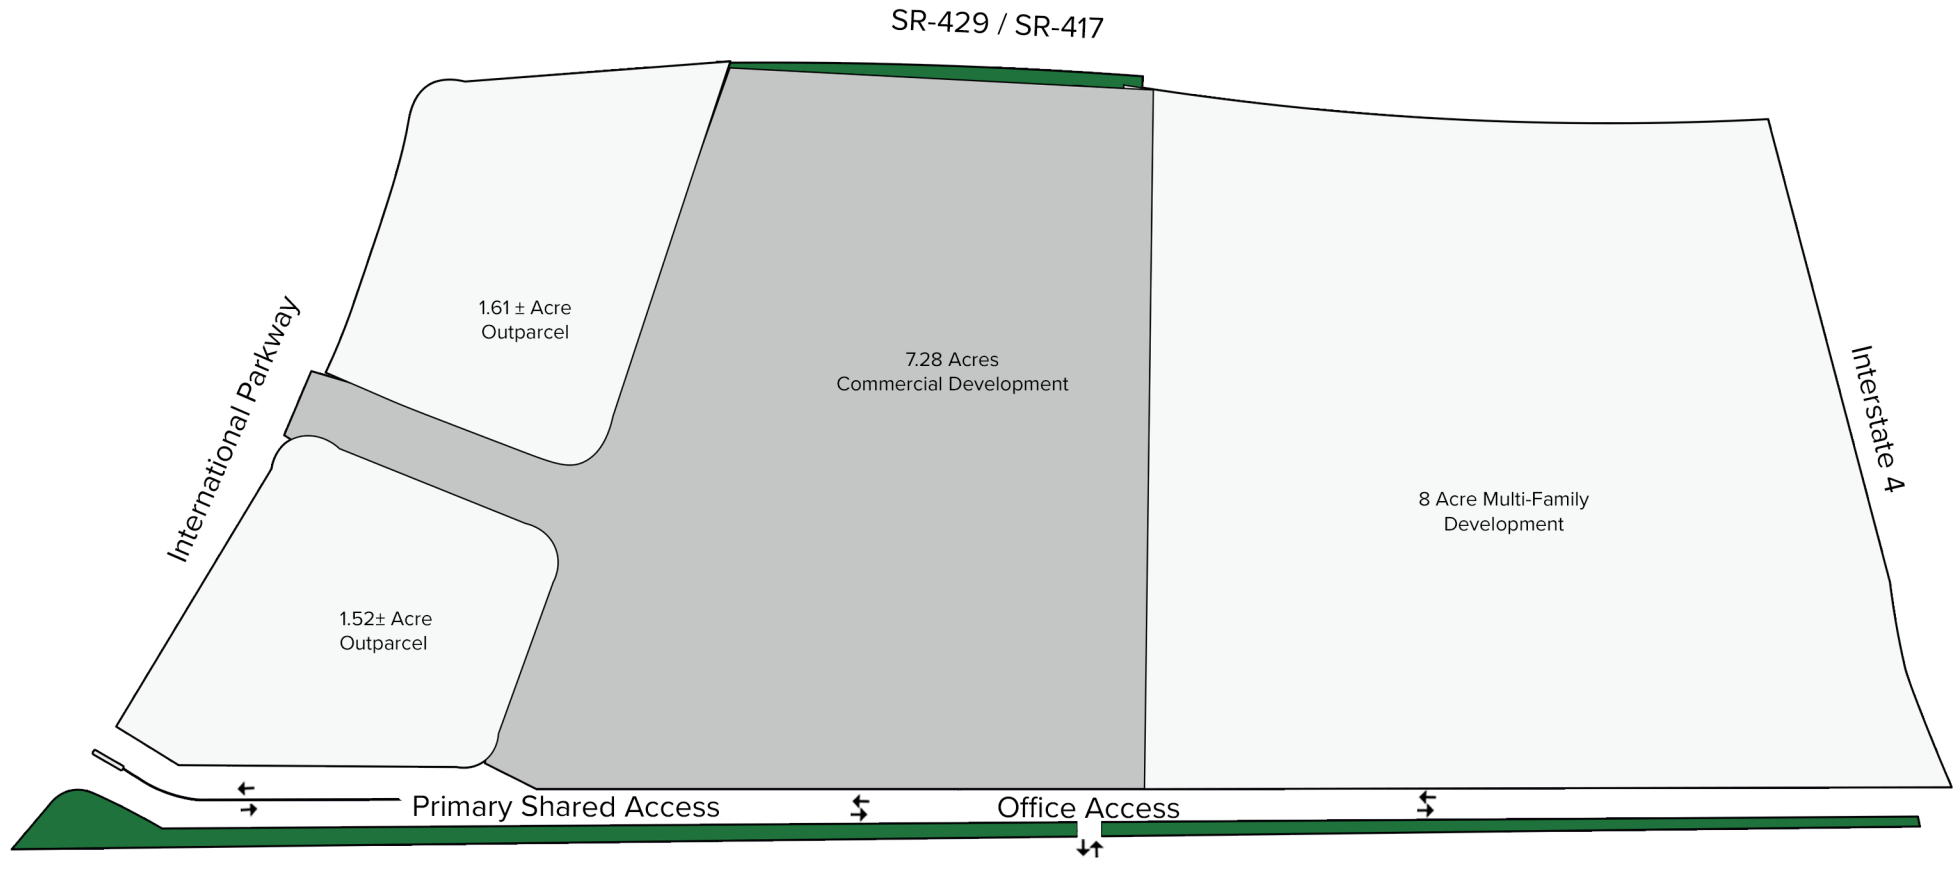 SR-429 / SR-417
1.61 ± Acre
Outparcel
International Parkway
7.28 Acres
Commercial Development
Interstate 4
8 Acre Multi-Family
Development
1.52± Acre
Outparcel
Primary Shared Access
Office Access